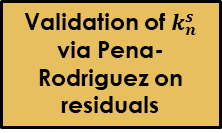 Validation of $k_n^s$
via Pena-
Rodriguez on
residuals